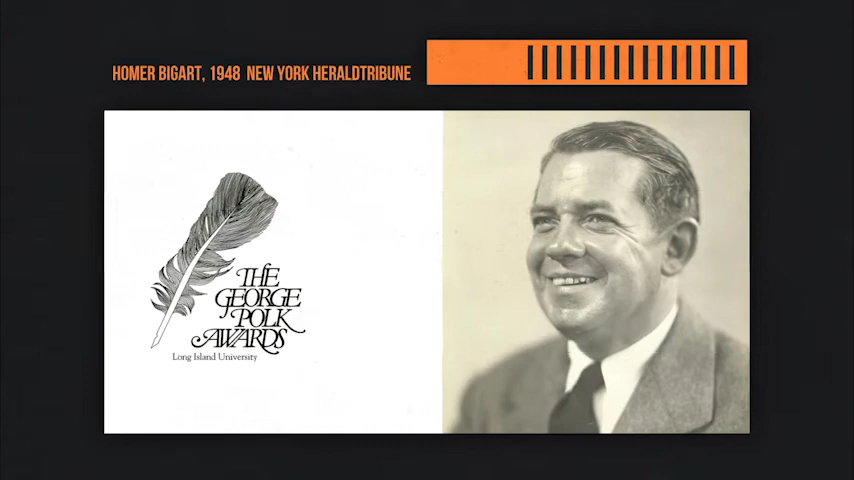 HOMER BIGART, 1948 NEW YORK HERALDTRIBUNE
THE
GEORGE
POLK
AWARDS
Long Island University